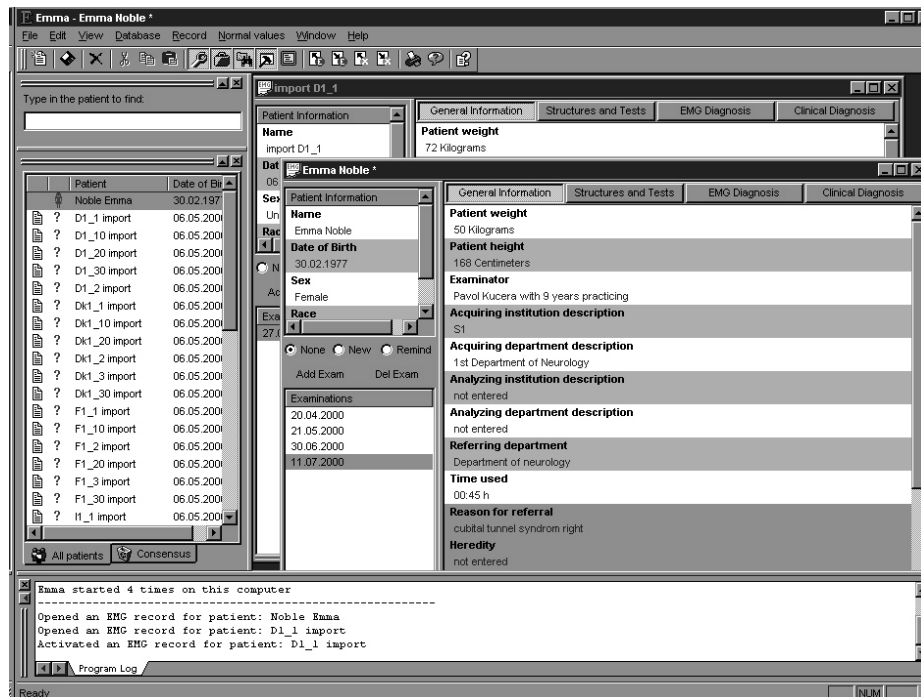 Emma - Emma Noble *
File Edit View Database Record Normal values Window Help
Type in the patient to find:
Patient Date of Bir
Noble Emma 30.02.197
? D1_1 import 06.05.200
? D1_10 import 06.05.200
? D1_20 import 06.05.200
? D1_30 import 06.05.200
? D1_2 import 06.05.200
? Dk1_1 import 06.05.200
? Dk1_10 import 06.05.200
? Dk1_20 import 06.05.200
? Dk1_2 import 06.05.200
? Dk1_3 import 06.05.200
? Dk1_30 import 06.05.200
? F1_1 import 06.05.200
? F1_10 import 06.05.200
? F1_2 import 06.05.200
? F1_20 import 06.05.200
? F1_3 import 06.05.200
? F1_30 import 06.05.200
? I1_1 import 06.05.200
All patients Consensus
import D1_1
Patient Information
Name
import D1_1
Dat
06
Sex
Un
Rac
N
Ac
Exa
27.0
General Information Structures and Tests EMG Diagnosis Clinical Diagnosis
Patient weight
72 Kilograms
Emma Noble *
Patient Information
Name
Emma Noble
Date of Birth
30.02.1977
Sex
Female
Race
None New Remind
Add Exam Del Exam
Examinations
20.04.2000
21.05.2000
30.06.2000
11.07.2000
General Information Structures and Tests EMG Diagnosis Clinical Diagnosis
Patient weight
50 Kilograms
Patient height
168 Centimeters
Examinator
Pavol Kucera with 9 years practicing
Acquiring institution description
S1
Acquiring department description
1st Department of Neurology
Analyzing institution description
not entered
Analyzing department description
not entered
Referring department
Department of neurology
Time used
00:45 h
Reason for referral
cubital tunnel syndrom right
Heredity
not entered
Emma started 4 times on this computer
------------------------------------------------------------
Opened an EMG record for patient: Noble Emma
Opened an EMG record for patient: D1_1 import
Activated an EMG record for patient: D1_1 import
Program Log
Ready NUM